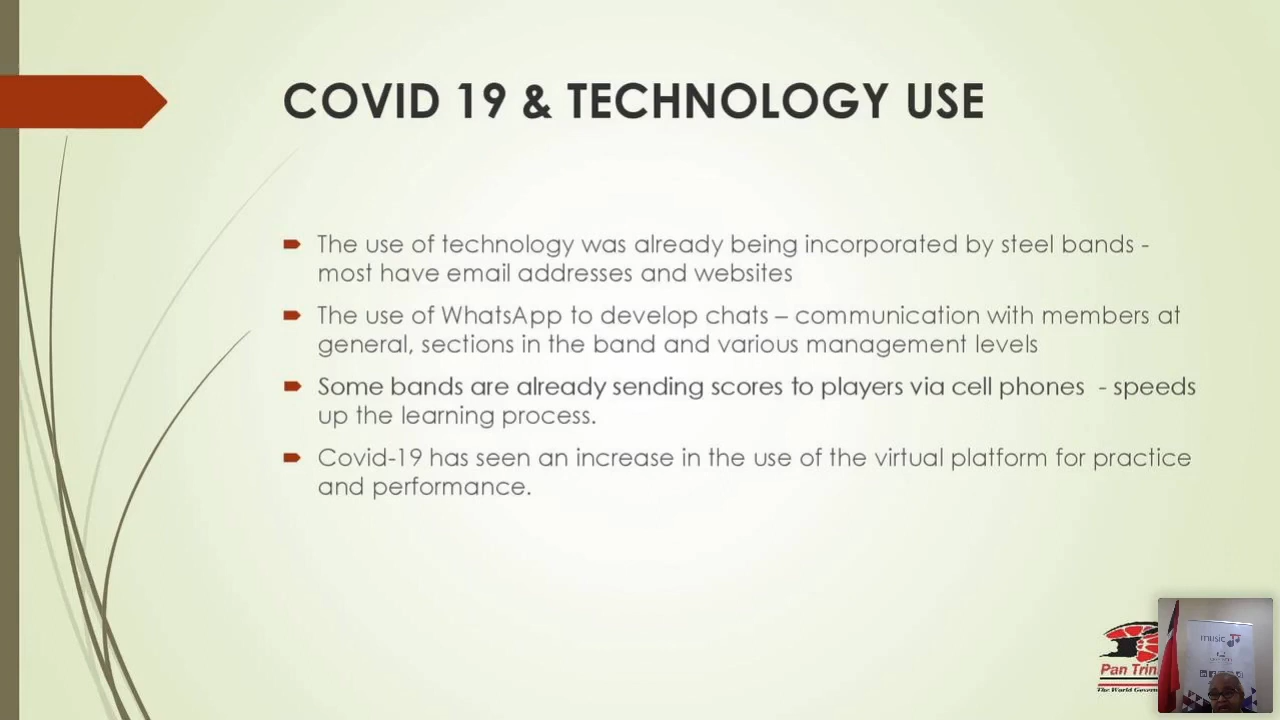 COVID 19 & TECHNOLOGY USE
The use of technology was already being incorporated by steel bands -
most have email addresses and websites
The use of WhatsApp to develop chats – communication with members at
general, sections in the band and various management levels
Some bands are already sending scores to players via cell phones  - speeds
up the learning process.
Covid-19 has seen an increase in the use of the virtual platform for practice
and performance.
Pan Trin
The World Govern
music